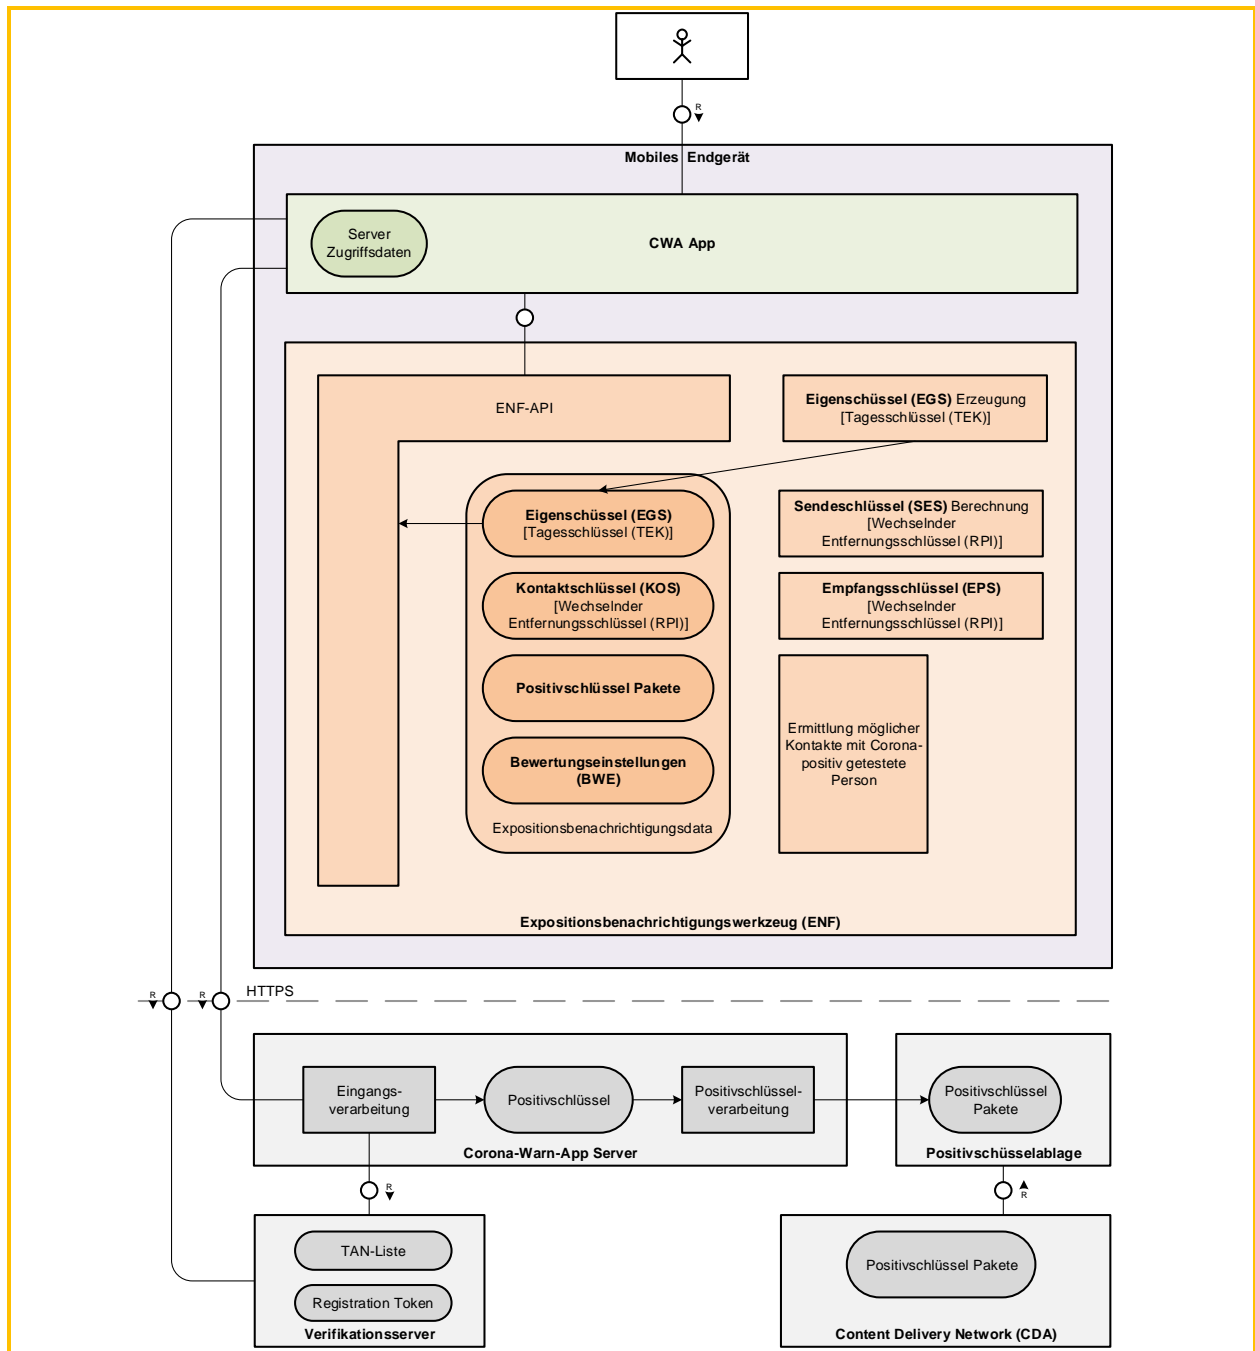 R
Mobiles Endgerät
Server
Zugriffsdaten
CWA App
ENF-API
Eigenschüssel (EGS) Erzeugung
[Tagesschlüssel (TEK)]
Eigenschüssel (EGS)
[Tagesschlüssel (TEK)]
Sendeschlüssel (SES) Berechnung
[Wechselnder
Entfernungsschlüssel (RPI)]
Kontaktschlüssel (KOS)
[Wechselnder
Entfernungsschlüssel (RPI)]
Empfangsschlüssel (EPS)
[Wechselnder
Entfernungsschlüssel (RPI)]
Positivschlüssel Pakete
Bewertungseinstellungen
(BWE)
Expositionsbenachrichtigungsdata
Ermittlung möglicher
Kontakte mit Corona-
positiv getestete
Person
Expositionsbenachrichtigungswerkzeug (ENF)
R
R
HTTPS
Eingangs-
verarbeitung
Positivschlüssel
Positivschlüssel-
verarbeitung
Corona-Warn-App Server
Positivschlüssel
Pakete
Positivschüsselablage
R
R
TAN-Liste
Registration Token
Verifikationsserver
Positivschlüssel Pakete
Content Delivery Network (CDA)